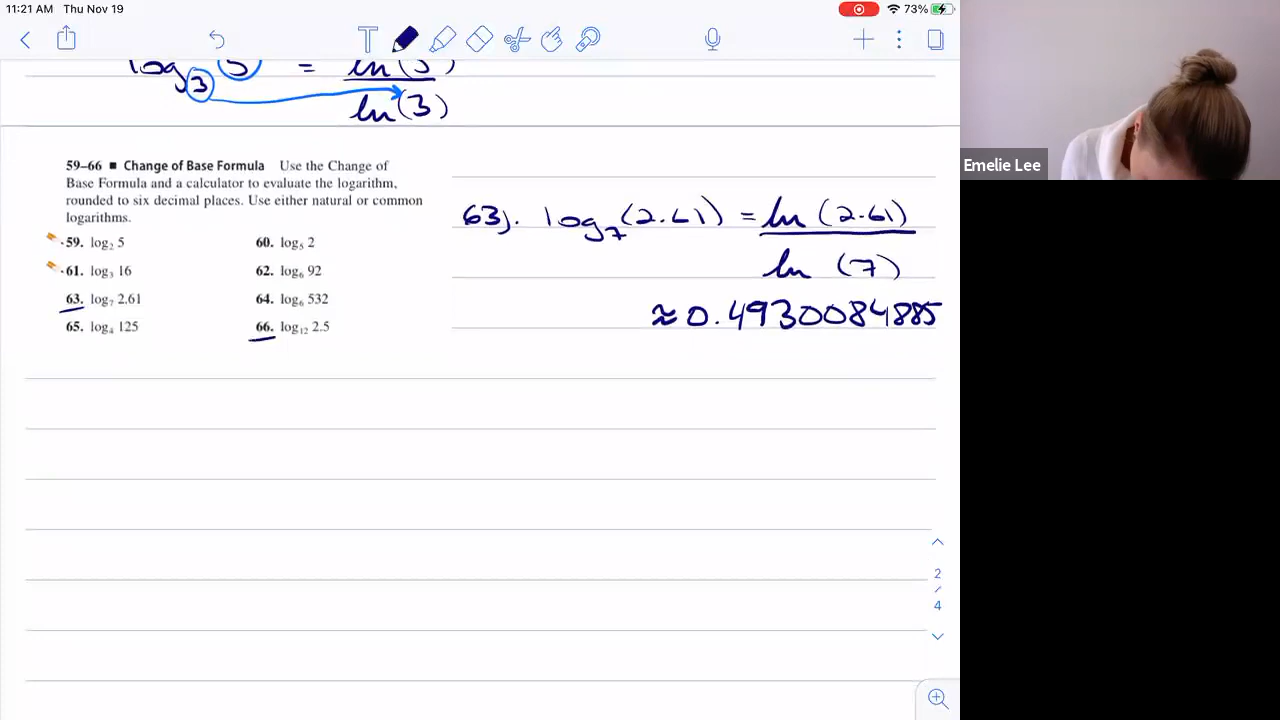 11:21 AM Thu Nov 19
73%
log₃ 5 = ln(5)
ln(3)
59–66 ■ Change of Base Formula Use the Change of
Base Formula and a calculator to evaluate the logarithm,
rounded to six decimal places. Use either natural or common
logarithms.
59. log₂ 5 60. log₅ 2
61. log₃ 16 62. log₆ 92
63. log₇ 2.61 64. log₆ 532
65. log₄ 125 66. log₁₂ 2.5
63). log₇(2.61) = ln (2.61)
ln (7)
≈ 0.4930084885
2
/
4
Emelie Lee